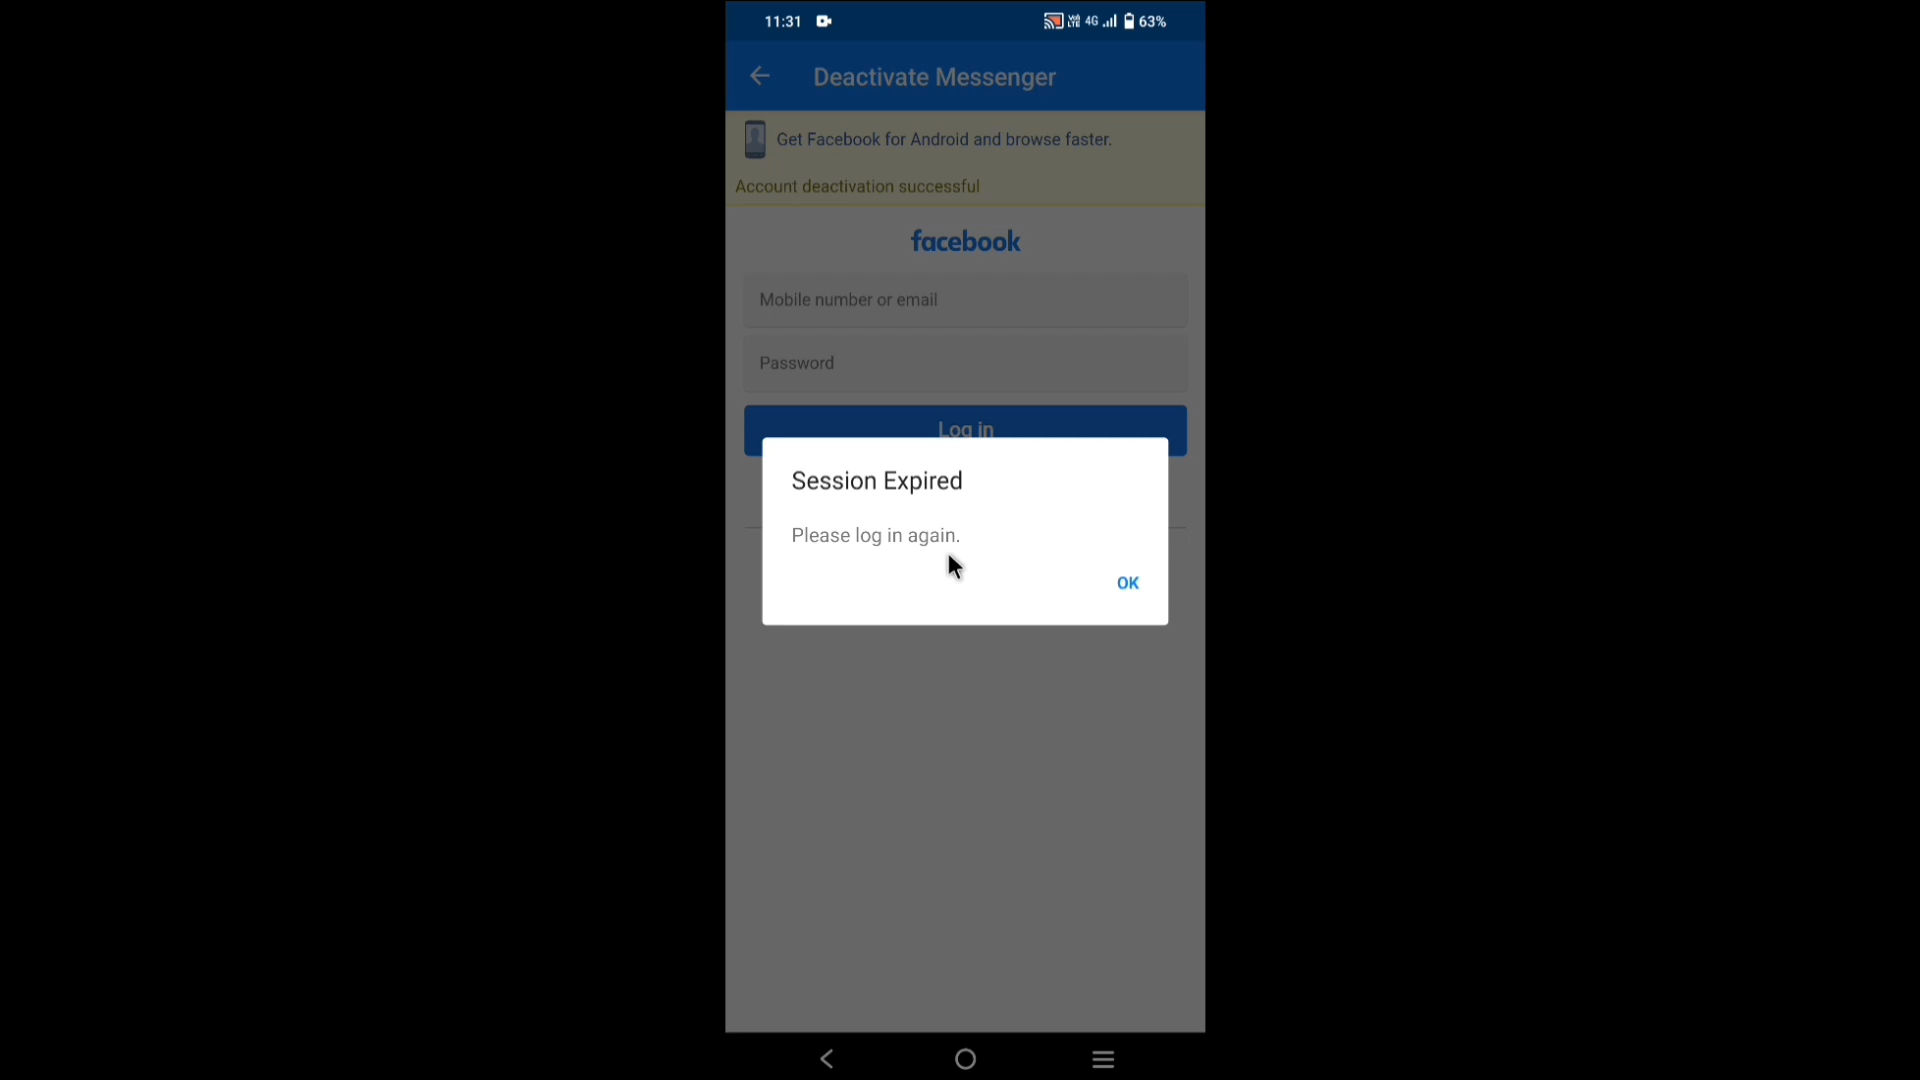 11:31 4G 63%
Deactivate Messenger
Get Facebook for Android and browse faster.
Account deactivation successful
facebook
Mobile number or email
Password
Log in
Session Expired
Please log in again.
OK